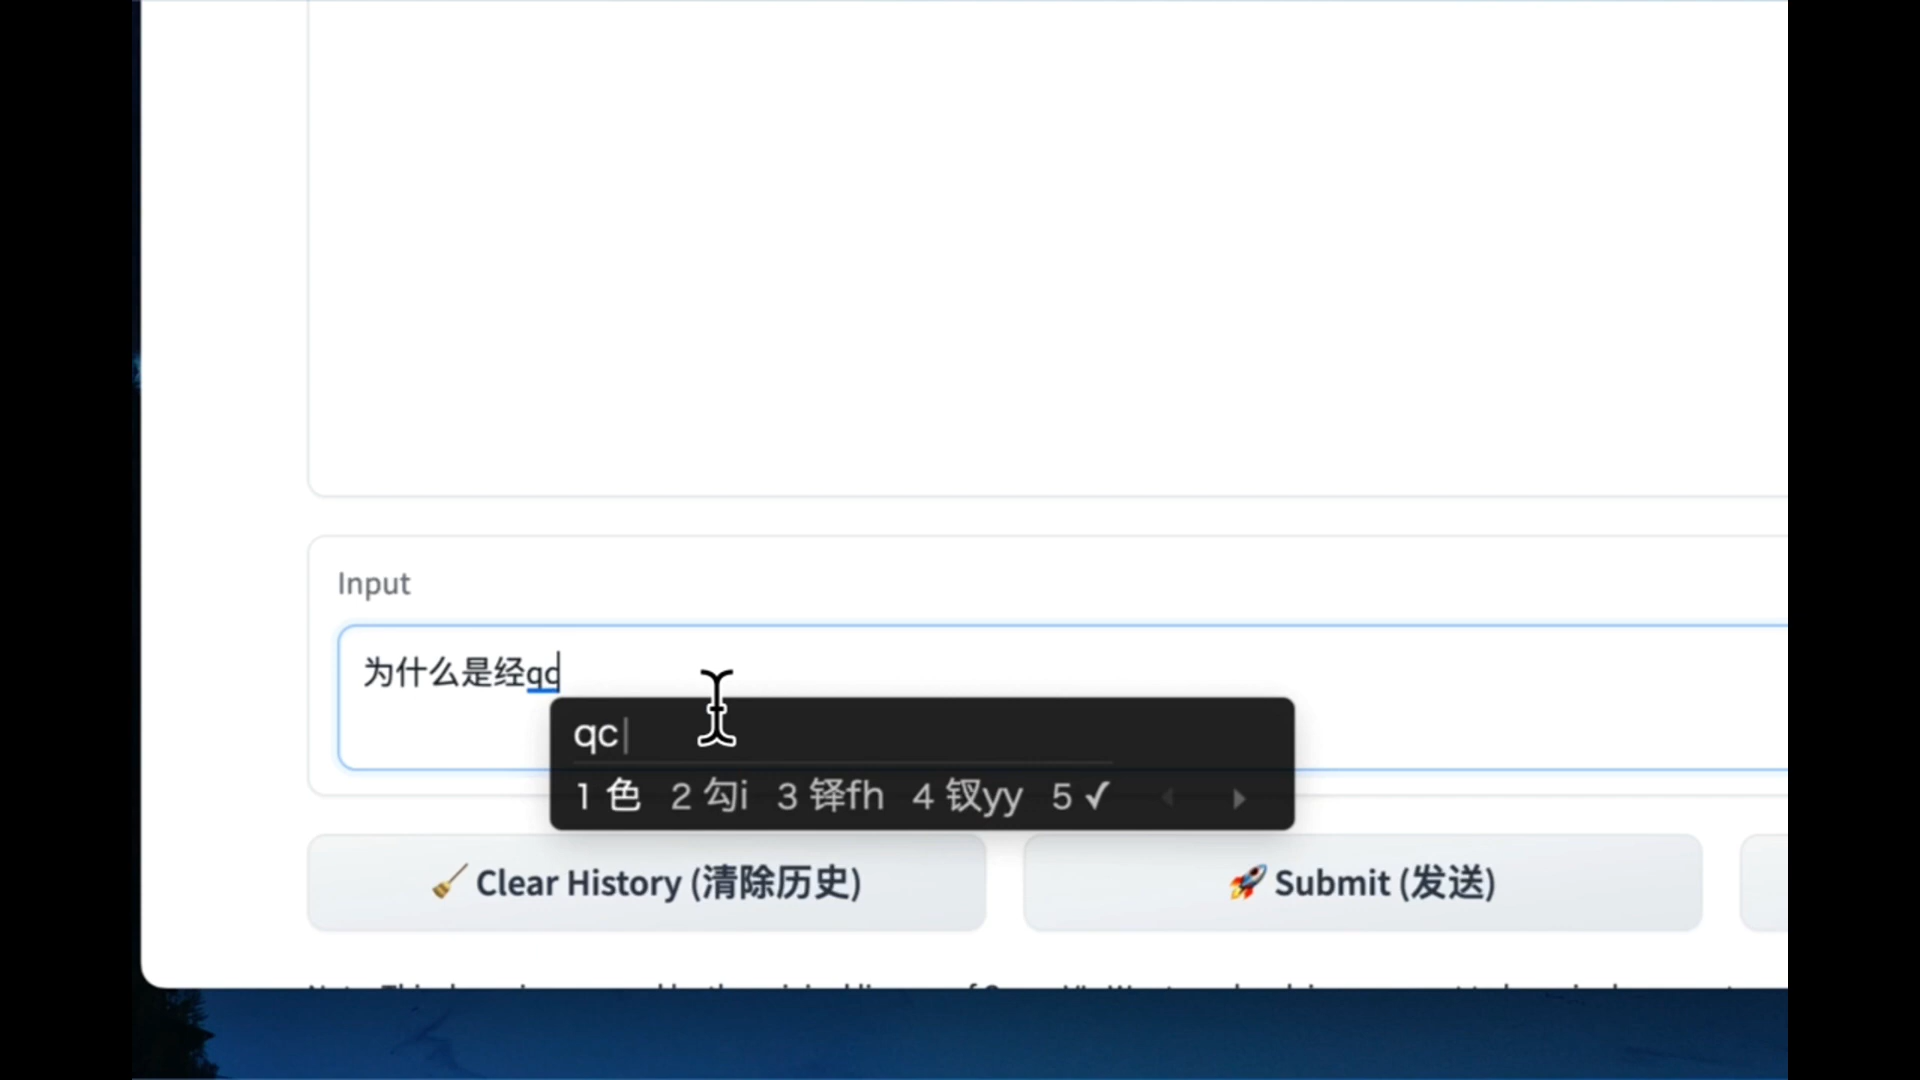 Input
为什么是经qc
qc
1 色 2 勾i 3 铎fh 4 钗yy 5 ✓
🧹 Clear History (清除历史)
🚀 Submit (发送)